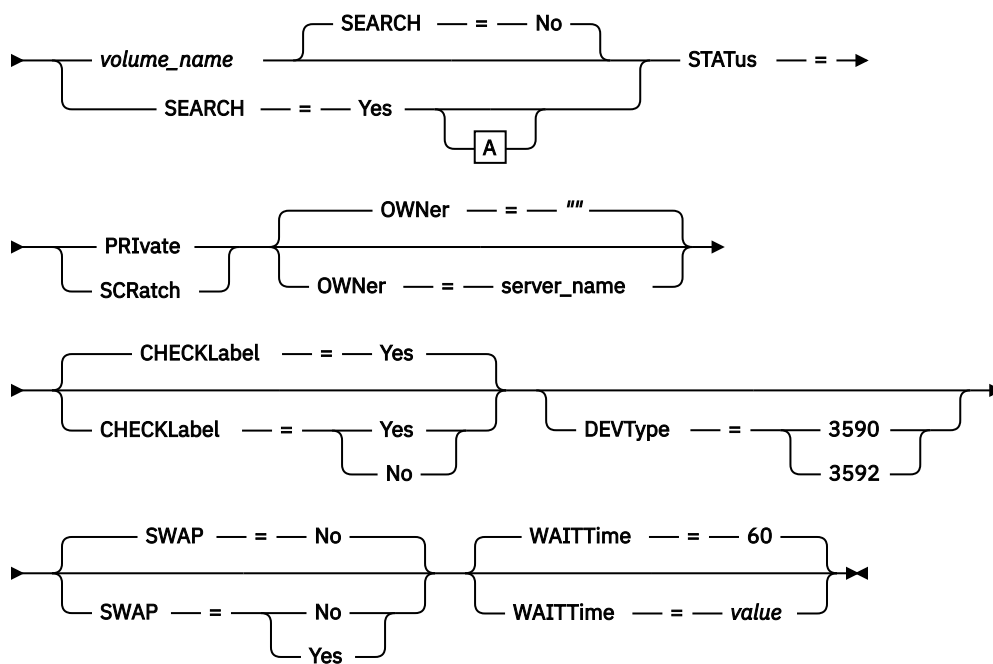 SEARCH = No
volume_name STATus =
SEARCH = Yes
A
OWNer = ""
PRIvate
SCRatch OWNer = server_name
CHECKLabel = Yes
CHECKLabel = Yes DEVType = 3590
No 3592
SWAP = No WAITTime = 60
SWAP = No WAITTime = value
Yes